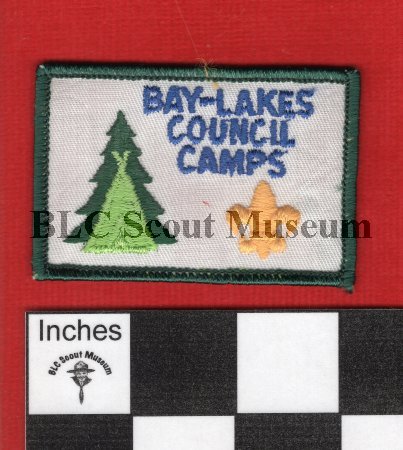 BAY-LAKES
COUNCIL
CAMPS
BLC Scout Museum
Inches
BLC Scout Museum